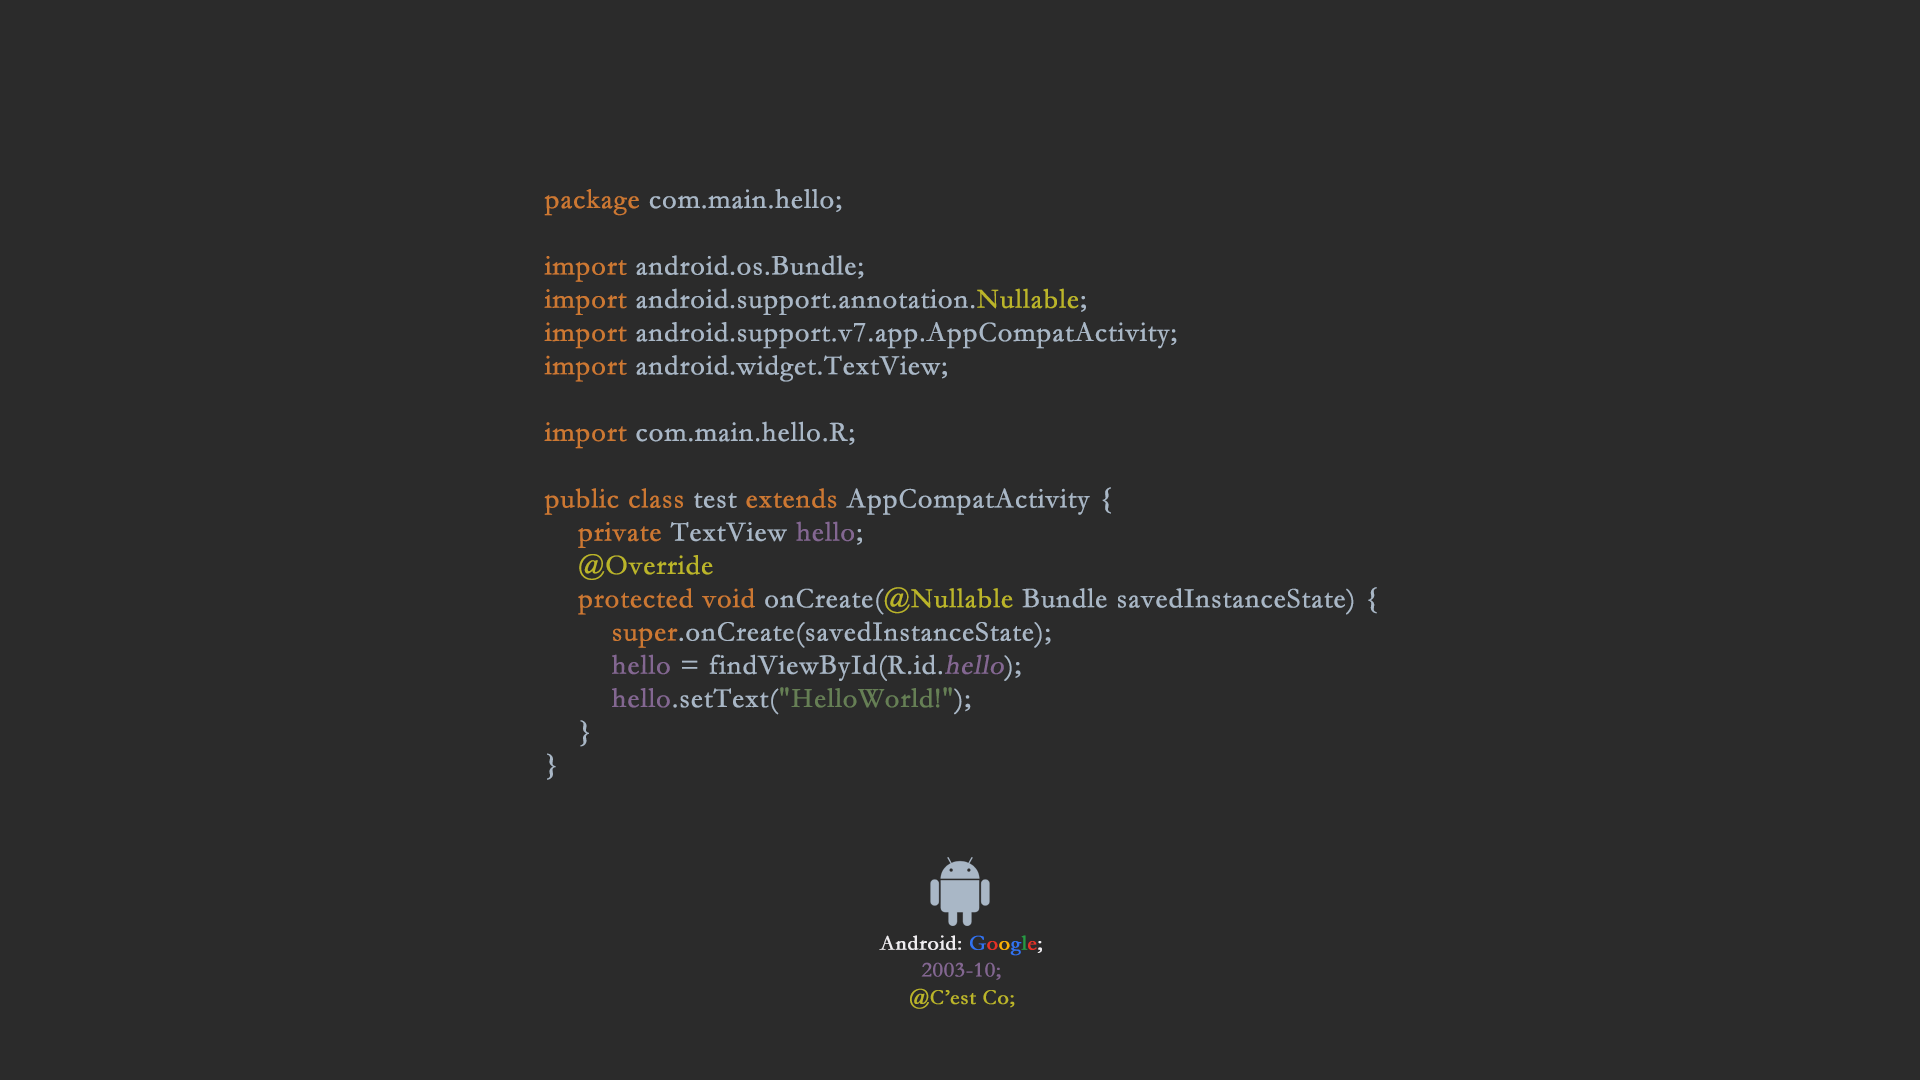 package com.main.hello;
import android.os.Bundle;
import android.support.annotation.Nullable;
import android.support.v7.app.AppCompatActivity;
import android.widget.TextView;
import com.main.hello.R;
public class test extends AppCompatActivity {
private TextView hello;
@Override
protected void onCreate(@Nullable Bundle savedInstanceState) {
super.onCreate(savedInstanceState);
hello = findViewById(R.id.hello);
hello.setText("HelloWorld!");
}
}
Android: Google;
2003-10;
@C’est Co;